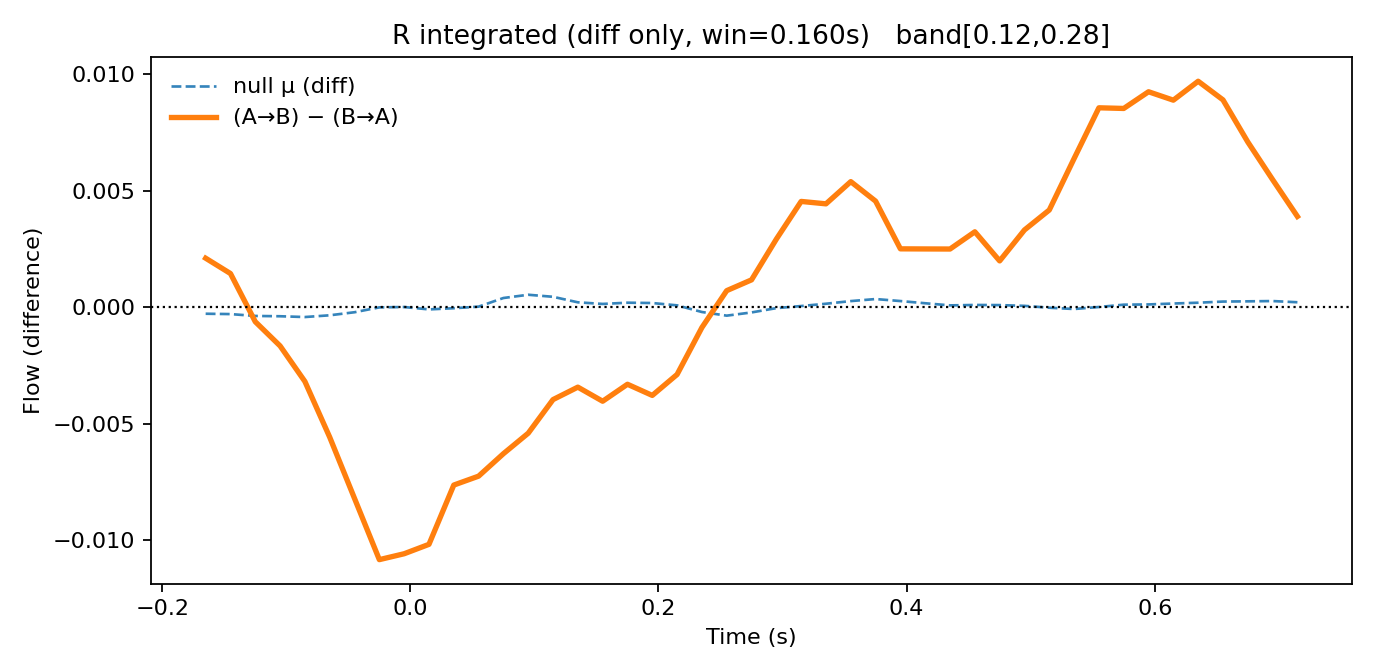 R integrated (diff only, win=0.160s)   band[0.12,0.28]
null μ (diff)
(A→B) − (B→A)
Flow (difference)
0.010
0.005
0.000
−0.005
−0.010
−0.2
0.0
0.2
0.4
0.6
Time (s)